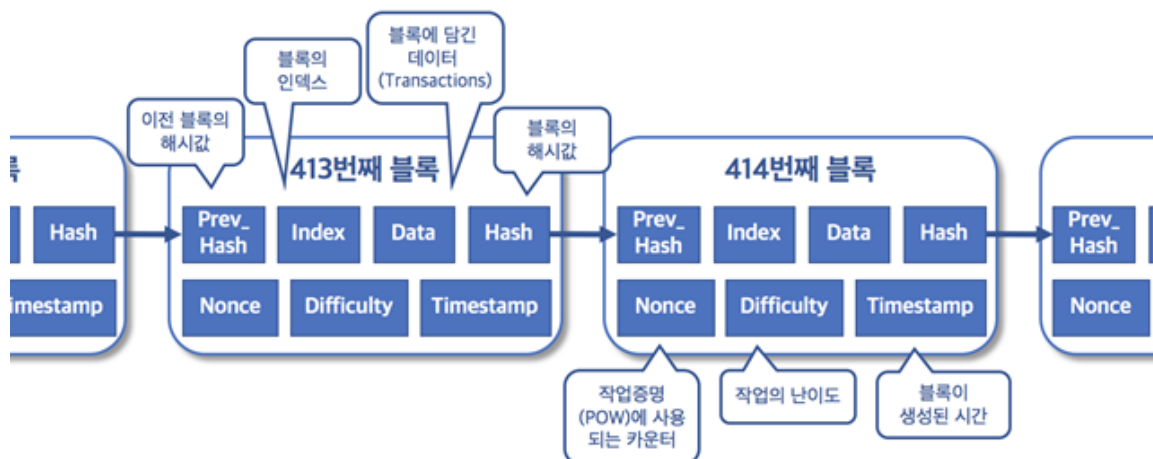 블록에 담긴
데이터
(Transactions)
블록의
인덱스
이전 블록의
해시값
블록의
해시값
록
413번째 블록
414번째 블록
Hash
Prev_
Hash
Index
Data
Hash
Prev_
Hash
Index
Data
Hash
Prev_
Hash
imestamp
Nonce
Difficulty
Timestamp
Nonce
Difficulty
Timestamp
Nonce
작업증명
(POW)에 사용
되는 카운터
작업의 난이도
블록이
생성된 시간